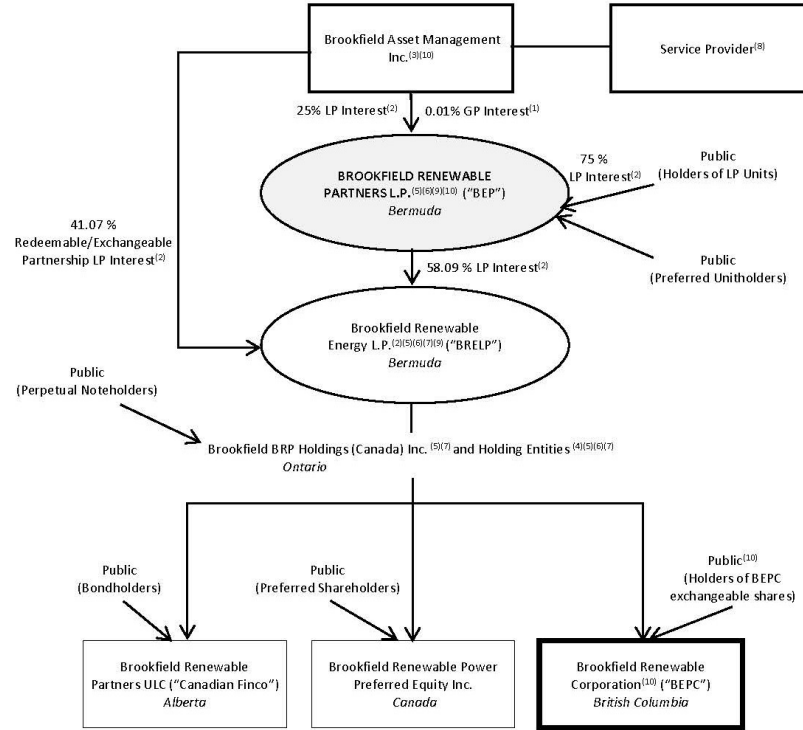 Brookfield Asset Management
Inc.(3)(10)
Service Provider(8)
25% LP Interest(2)
0.01% GP Interest(1)
BROOKFIELD RENEWABLE
PARTNERS L.P.(5)(6)(9)(10) (“BEP”)
Bermuda
75 %
LP Interest(2)
Public
(Holders of LP Units)
Public
(Preferred Unitholders)
41.07 %
Redeemable/Exchangeable
Partnership LP Interest(2)
58.09 % LP Interest(2)
Brookfield Renewable
Energy L.P.(2)(5)(6)(7)(9) (“BRELP”)
Bermuda
Public
(Perpetual Noteholders)
Brookfield BRP Holdings (Canada) Inc. (5)(7) and Holding Entities (4)(5)(6)(7)
Ontario
Public
(Bondholders)
Public
(Preferred Shareholders)
Public(10)
(Holders of BEPC
exchangeable shares)
Brookfield Renewable
Partners ULC (“Canadian Finco”)
Alberta
Brookfield Renewable Power
Preferred Equity Inc.
Canada
Brookfield Renewable
Corporation(10) (“BEPC”)
British Columbia